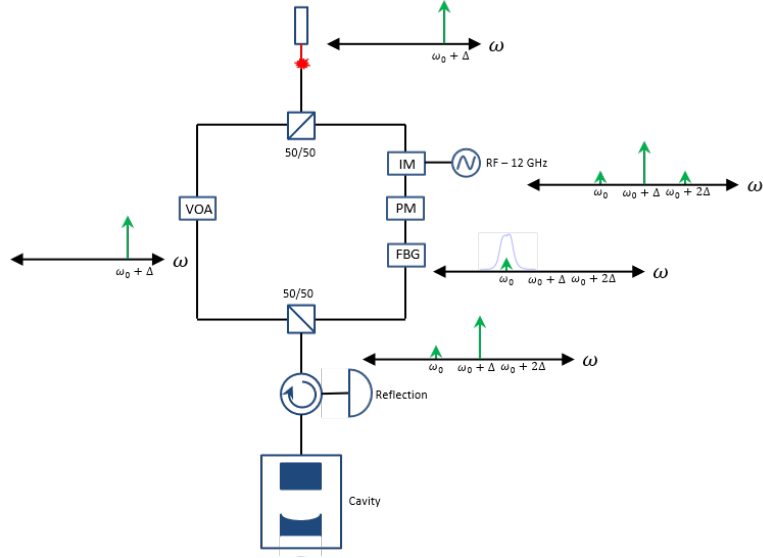 ω
ω₀ + Δ
50/50
IM
RF – 12 GHz
ω₀ ω₀ + Δ ω₀ + 2Δ
ω
VOA
PM
ω₀ + Δ
ω
FBG
ω₀ ω₀ + Δ ω₀ + 2Δ
ω
50/50
ω₀ ω₀ + Δ ω₀ + 2Δ
ω
Reflection
Cavity